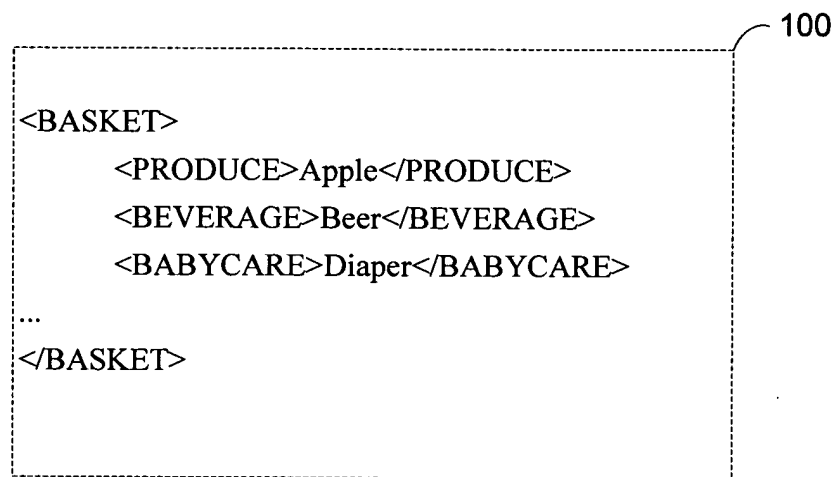 100
<BASKET>
<PRODUCE>Apple</PRODUCE>
<BEVERAGE>Beer</BEVERAGE>
<BABYCARE>Diaper</BABYCARE>
...
</BASKET>